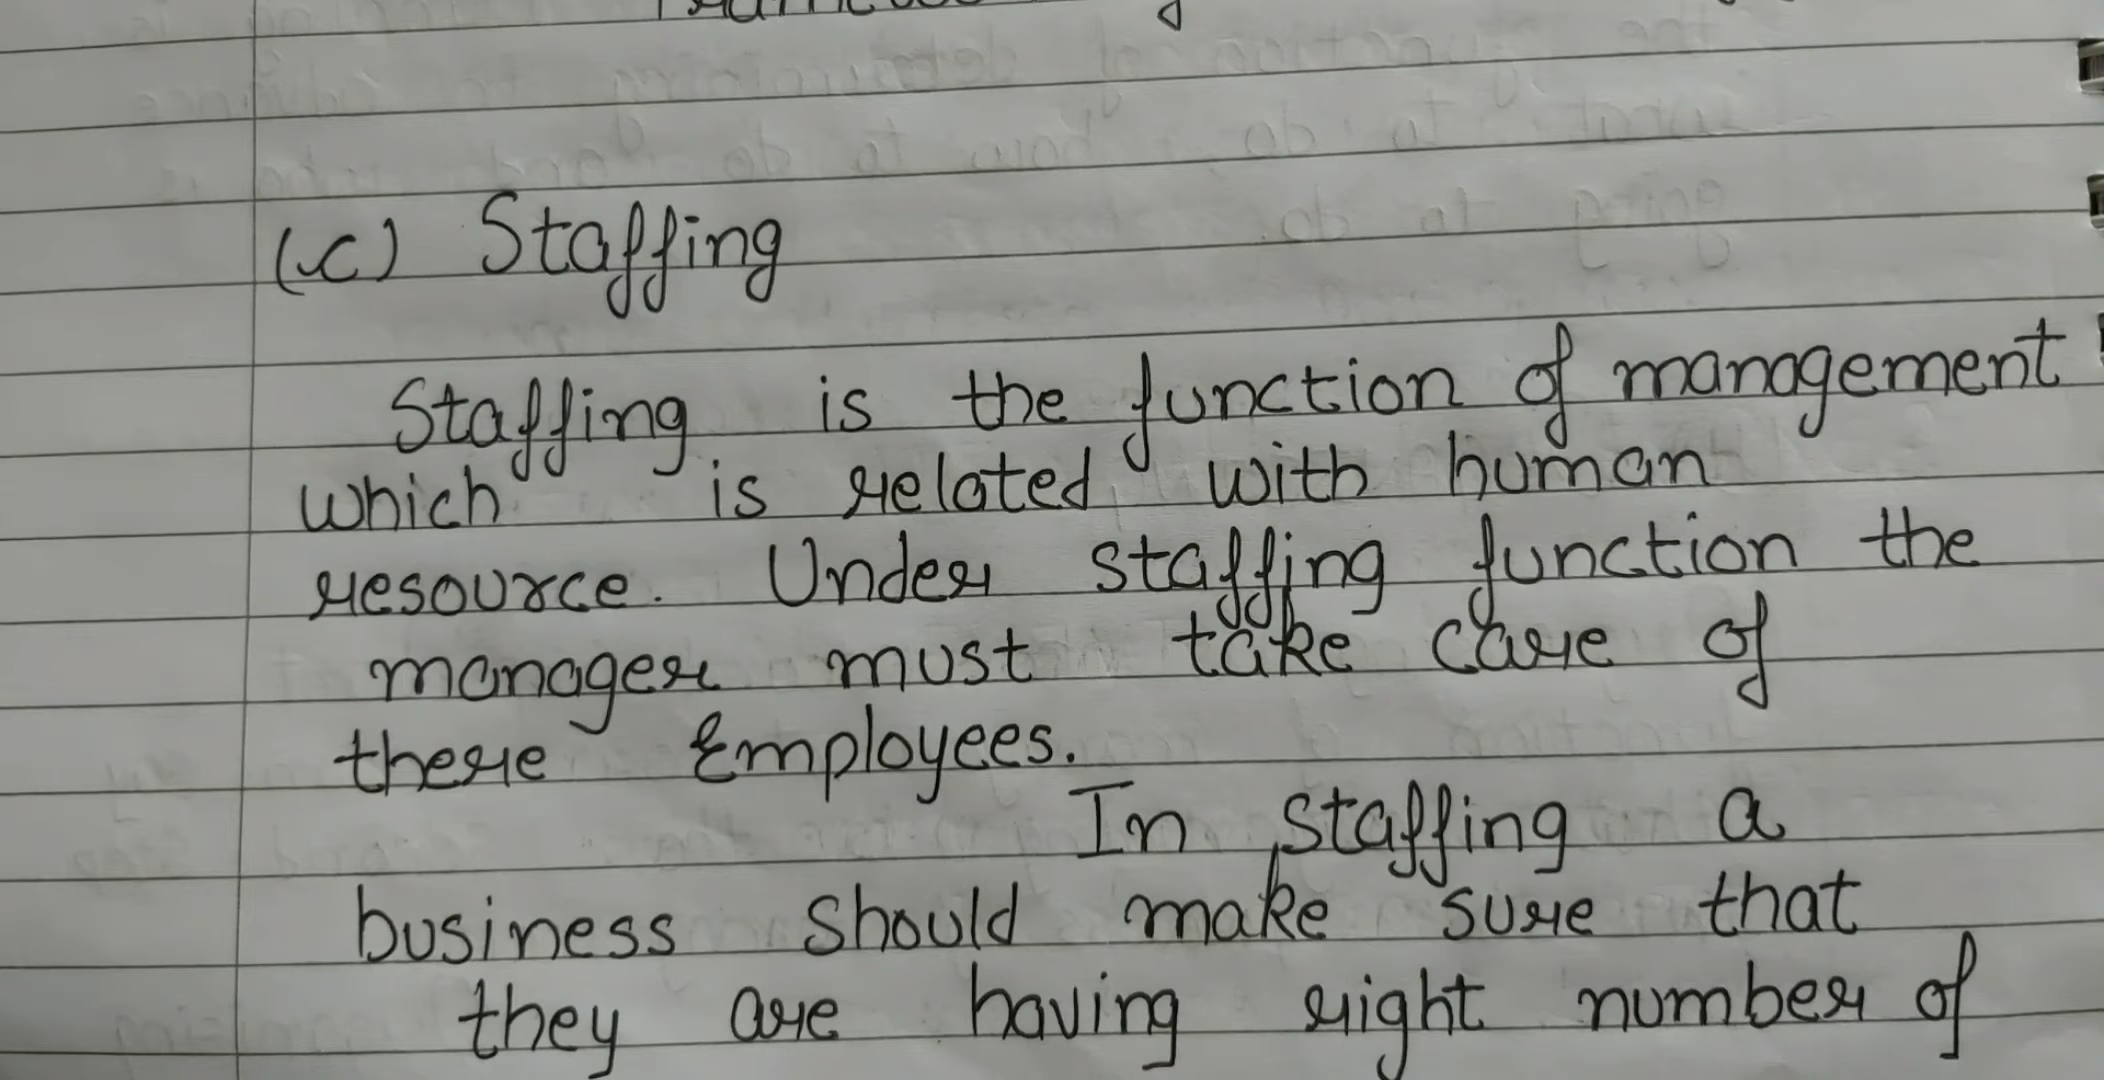 (c) Staffing
Staffing is the function of management
which is related with human
resource. Under staffing function the
manager must take care of
there Employees.
In staffing a
business should make sure that
they are having right number of